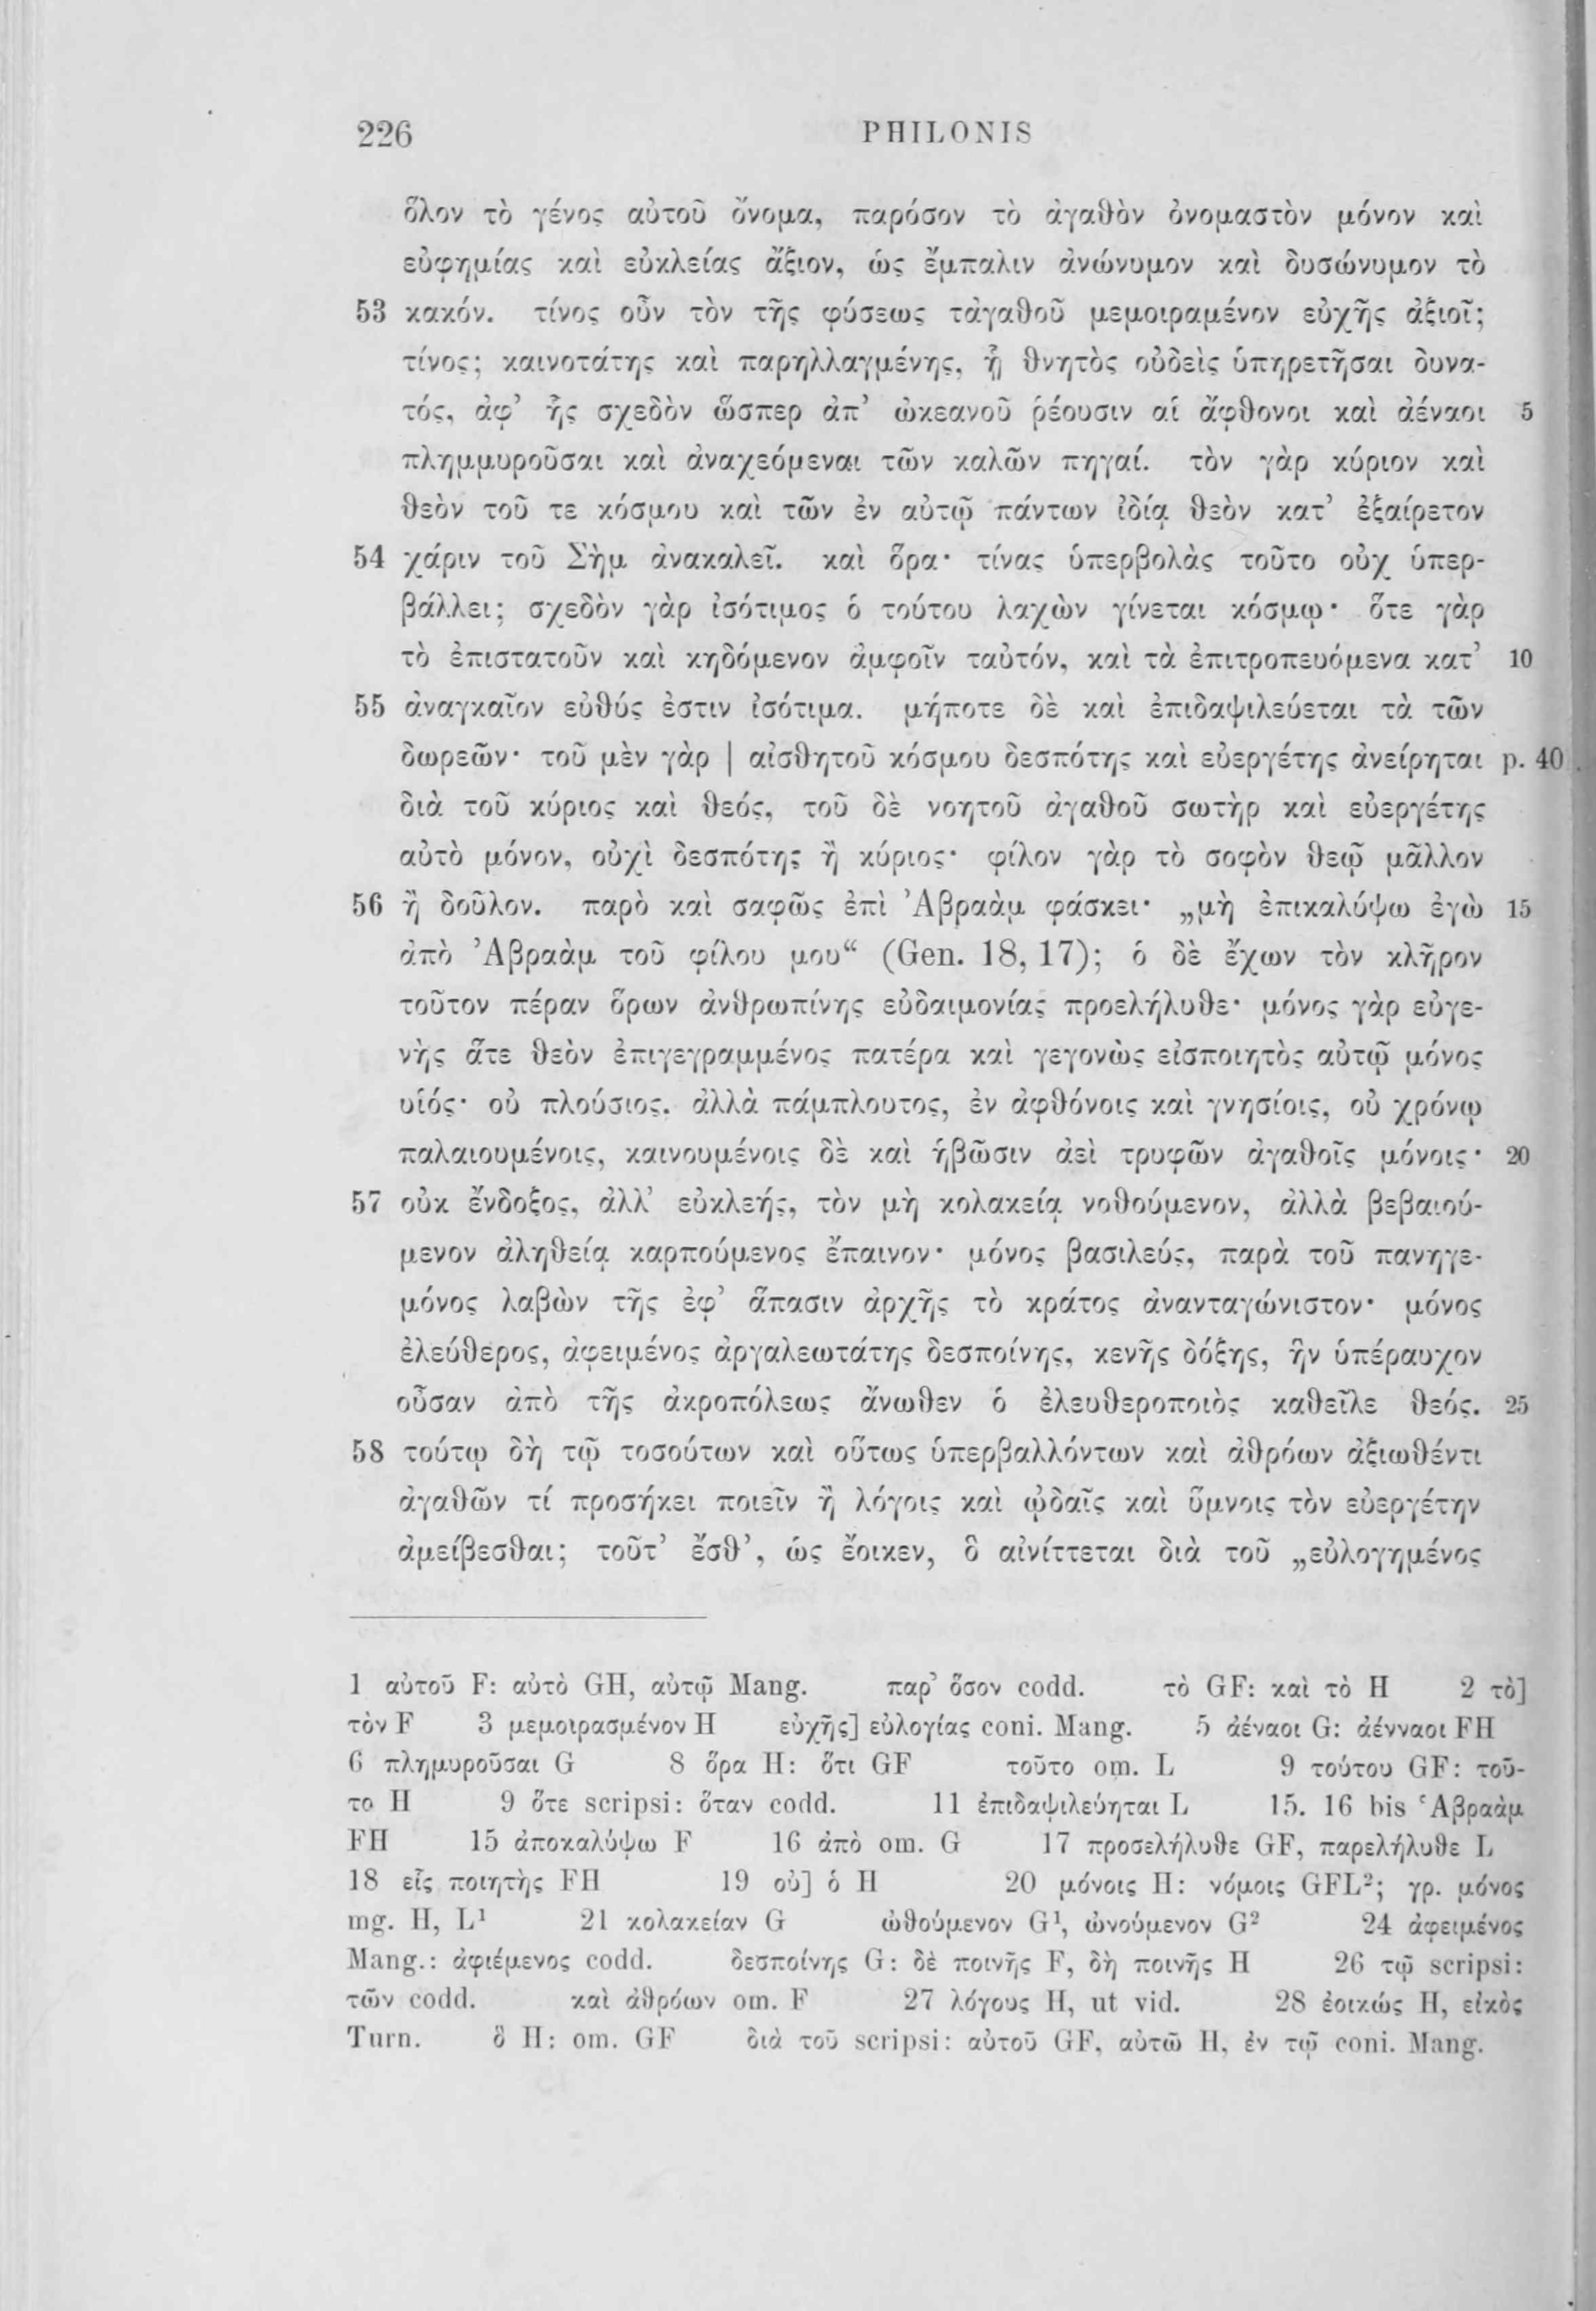 226 PHILONIS
ὅλον τὸ γένος αὐτοῦ ὄνομα, παρόσον τὸ ἀγαθὸν ὀνομαστὸν μόνον καὶ
εὐφημίας καὶ εὐκλείας ἄξιον, ὡς ἔμπαλιν ἀνώνυμον καὶ δυσώνυμον τὸ
53 κακόν. τίνος οὖν τὸν τῆς φύσεως τἀγαθοῦ μεμοιραμένον εὐχῆς ἀξιοῖ;
τίνος; καινοτάτης καὶ παρηλλαγμένης, ᾗ θνητὸς οὐδεὶς ὑπηρετῆσαι δυνα-
τός, ἀφ’ ἧς σχεδὸν ὥσπερ ἀπ’ ὠκεανοῦ ῥέουσιν αἱ ἄφθονοι καὶ ἀέναοι 5
πλημμυροῦσαι καὶ ἀναχεόμεναι τῶν καλῶν πηγαί. τὸν γὰρ κύριον καὶ
θεὸν τοῦ τε κόσμου καὶ τῶν ἐν αὐτῷ πάντων ἰδίᾳ θεὸν κατ’ ἐξαίρετον
54 χάριν τοῦ Σὴμ ἀνακαλεῖ. καὶ ὅρα· τίνας ὑπερβολὰς τοῦτο οὐχ ὑπερ-
βάλλει; σχεδὸν γὰρ ἰσότιμος ὁ τούτου λαχὼν γίνεται κόσμῳ· ὅτε γὰρ
τὸ ἐπιστατοῦν καὶ κηδόμενον ἀμφοῖν ταὐτόν, καὶ τὰ ἐπιτροπευόμενα κατ’ 10
55 ἀναγκαῖον εὐθύς ἐστιν ἰσότιμα. μήποτε δὲ καὶ ἐπιδαψιλεύεται τὰ τῶν
δωρεῶν· τοῦ μὲν γὰρ | αἰσθητοῦ κόσμου δεσπότης καὶ εὐεργέτης ἀνείρηται p. 40
διὰ τοῦ κύριος καὶ θεός, τοῦ δὲ νοητοῦ ἀγαθοῦ σωτὴρ καὶ εὐεργέτης
αὐτὸ μόνον, οὐχὶ δεσπότης ἢ κύριος· φίλον γὰρ τὸ σοφὸν θεῷ μᾶλλον
56 ἢ δοῦλον. παρὸ καὶ σαφῶς ἐπὶ Ἀβραὰμ φάσκει· „μὴ ἐπικαλύψω ἐγὼ 15
ἀπὸ Ἀβραὰμ τοῦ φίλου μου“ (Gen. 18, 17); ὁ δὲ ἔχων τὸν κλῆρον
τοῦτον πέραν ὅρων ἀνθρωπίνης εὐδαιμονίας προελήλυθε· μόνος γὰρ εὐγε-
νὴς ἅτε θεὸν ἐπιγεγραμμένος πατέρα καὶ γεγονὼς εἰσποιητὸς αὐτῷ μόνος
υἱός· οὐ πλούσιος, ἀλλὰ πάμπλουτος, ἐν ἀφθόνοις καὶ γνησίοις, οὐ χρόνῳ
παλαιουμένοις, καινουμένοις δὲ καὶ ἡβῶσιν ἀεὶ τρυφῶν ἀγαθοῖς μόνοις· 20
57 οὐκ ἔνδοξος, ἀλλ’ εὐκλεής, τὸν μὴ κολακείᾳ νοθούμενον, ἀλλὰ βεβαιού-
μενον ἀληθείᾳ καρπούμενος ἔπαινον· μόνος βασιλεύς, παρὰ τοῦ πανηγε-
μόνος λαβὼν τῆς ἐφ’ ἅπασιν ἀρχῆς τὸ κράτος ἀνανταγώνιστον· μόνος
ἐλεύθερος, ἀφειμένος ἀργαλεωτάτης δεσποίνης, κενῆς δόξης, ἣν ὑπέραυχον
οὖσαν ἀπὸ τῆς ἀκροπόλεως ἄνωθεν ὁ ἐλευθεροποιὸς καθεῖλε θεός. 25
58 τούτῳ δὴ τῷ τοσούτων καὶ οὕτως ὑπερβαλλόντων καὶ ἀθρόων ἀξιωθέντι
ἀγαθῶν τί προσήκει ποιεῖν ἢ λόγοις καὶ ᾠδαῖς καὶ ὕμνοις τὸν εὐεργέτην
ἀμείβεσθαι; τοῦτ’ ἔσθ’, ὡς ἔοικεν, ὃ αἰνίττεται διὰ τοῦ „εὐλογημένος
1 αὐτοῦ F: αὐτὸ GH, αὐτῷ Mang. παρ’ ὅσον codd. τὸ GF: καὶ τὸ H 2 τὸ]
τὸν F 3 μεμοιρασμένον H εὐχῆς] εὐλογίας coni. Mang. 5 ἀέναοι G: ἀένναοι FH
6 πλημυροῦσαι G 8 ὅρα H: ὅτι GF τοῦτο om. L 9 τούτου GF: τοῦ-
το H 9 ὅτε scripsi: ὅταν codd. 11 ἐπιδαψιλεύηται L 15. 16 bis Ἁβραὰμ
FH 15 ἀποκαλύψω F 16 ἀπὸ om. G 17 προσελήλυθε GF, παρελήλυθε L
18 εἷς ποιητὴς FH 19 οὐ] ὁ H 20 μόνοις H: νόμοις GFL²; γρ. μόνος
mg. H, L¹ 21 κολακείαν G ὠθούμενον G¹, ὠνούμενον G² 24 ἀφειμένος
Mang.: ἀφιέμενος codd. δεσποίνης G: δὲ ποινῆς F, δὴ ποινῆς H 26 τῷ scripsi:
τῶν codd. καὶ ἀθρόων om. F 27 λόγους H, ut vid. 28 ἐοικώς H, εἰκὸς
Turn. ὃ H: om. GF διὰ τοῦ scripsi: αὐτοῦ GF, αὐτῶ H, ἐν τῷ coni. Mang.